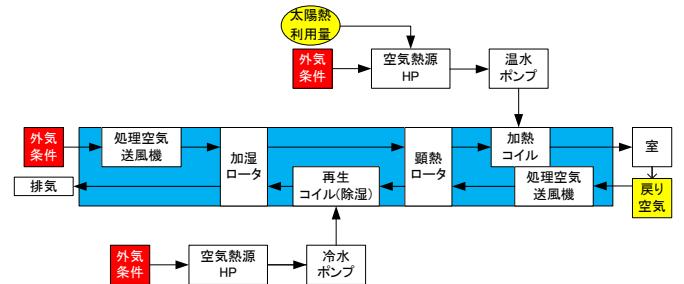 太陽熱
利用量
外気
条件
空気熱源
HP
温水
ポンプ
外気
条件
処理空気
送風機
加湿
ロータ
顕熱
ロータ
加熱
コイル
室
排気
再生
コイル(除湿)
処理空気
送風機
戻り
空気
外気
条件
空気熱源
HP
冷水
ポンプ